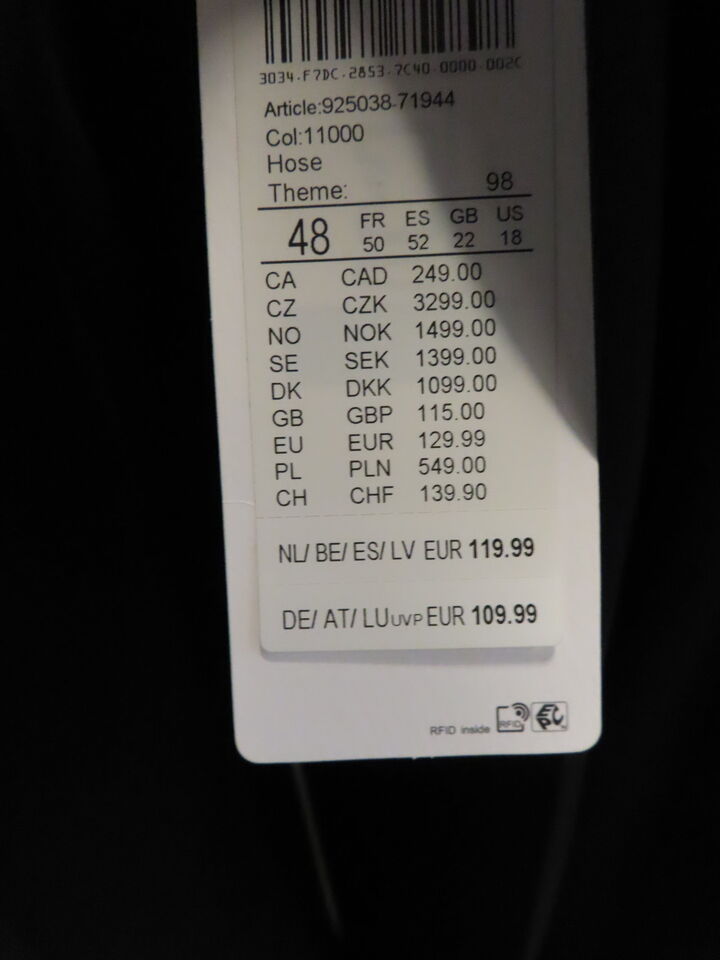 3034-F7DC-2853-7C40-0000-002C
Article:925038-71944
Col:11000
Hose
Theme: 98
48 FR ES GB US
50 52 22 18
CA CAD 249.00
CZ CZK 3299.00
NO NOK 1499.00
SE SEK 1399.00
DK DKK 1099.00
GB GBP 115.00
EU EUR 129.99
PL PLN 549.00
CH CHF 139.90
NL/ BE/ ES/ LV EUR 119.99
DE/ AT/ LU UVP EUR 109.99
RFID inside RFID EPC